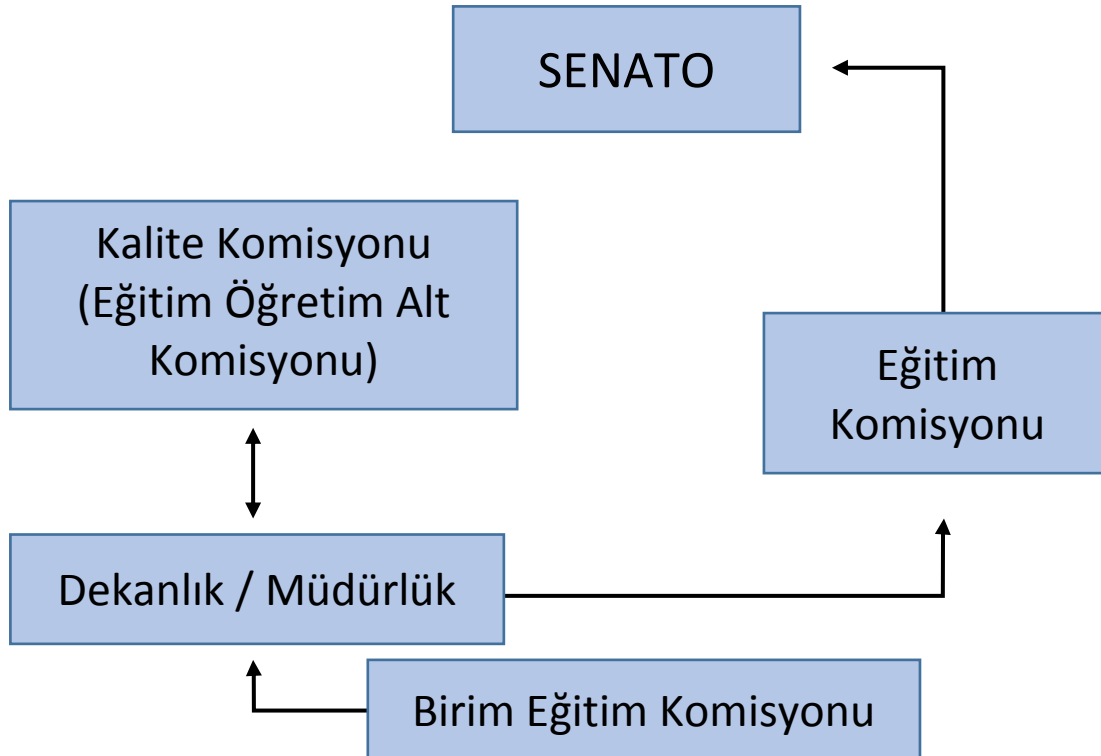 SENATO
Kalite Komisyonu
(Eğitim Öğretim Alt
Komisyonu)
Eğitim
Komisyonu
Dekanlık / Müdürlük
Birim Eğitim Komisyonu